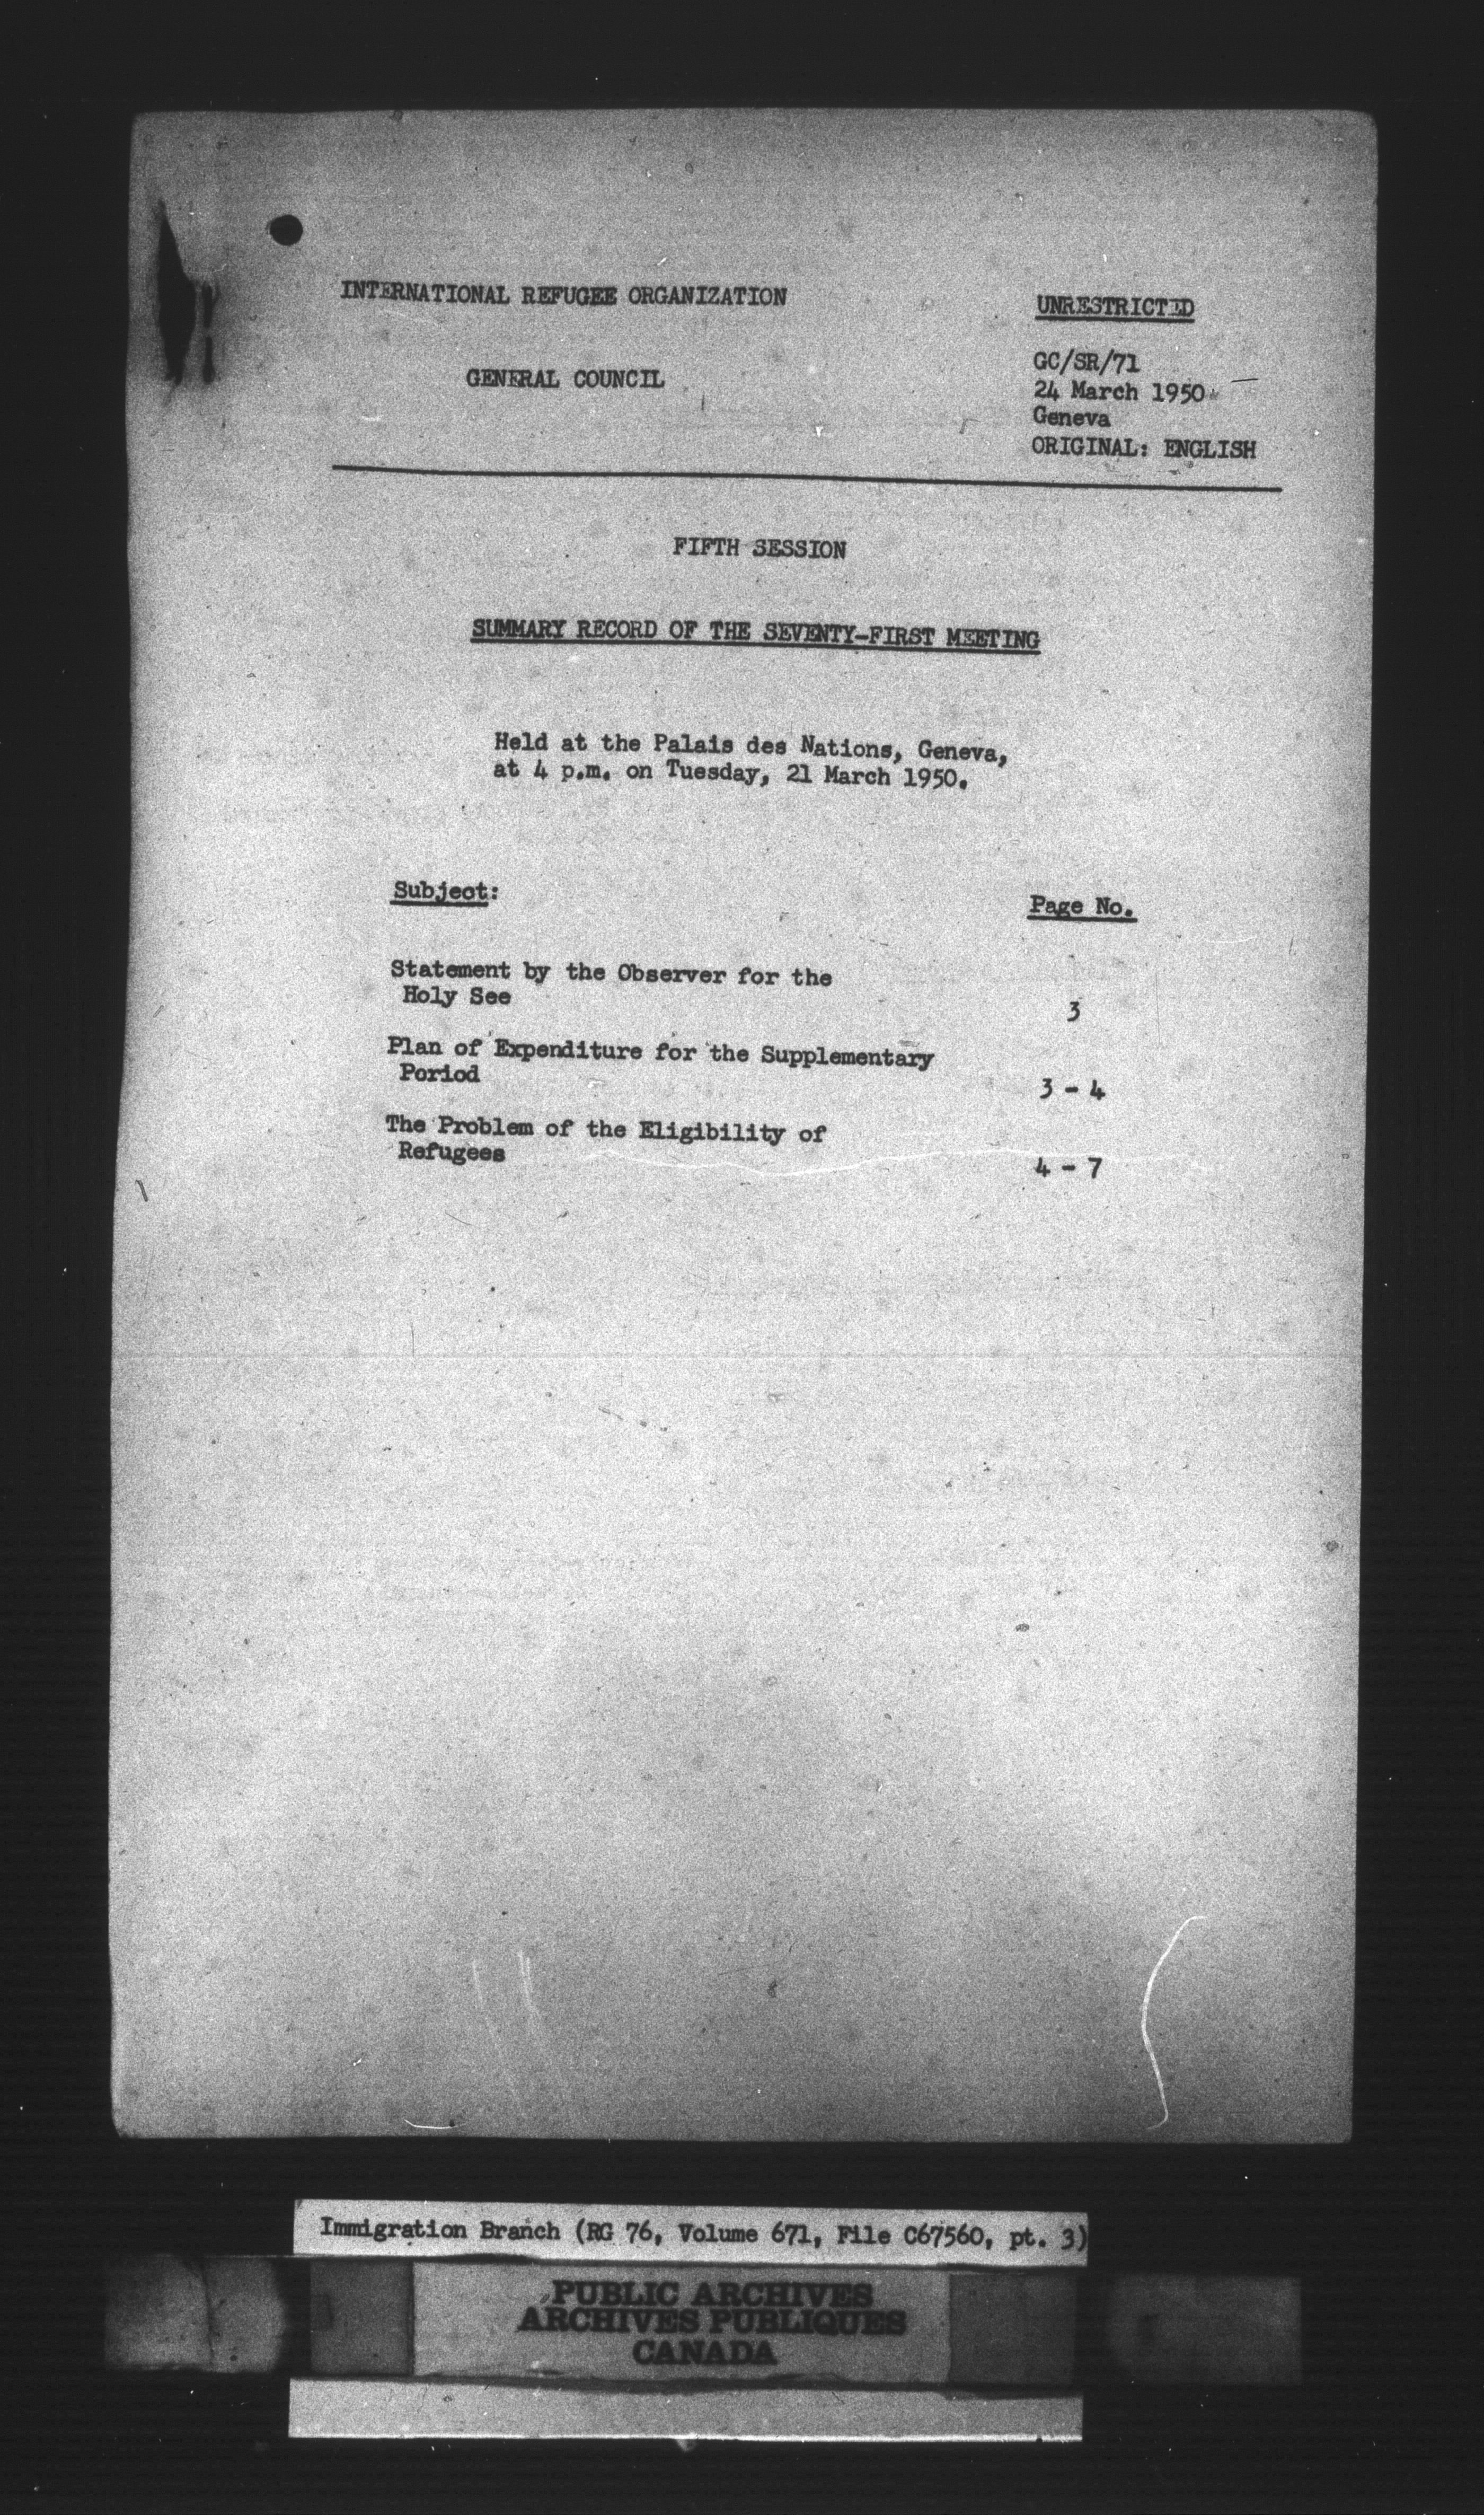 INTERNATIONAL REFUGEE ORGANIZATION
GENERAL COUNCIL
UNRESTRICTED
GC/SR/71
24 March 1950
Geneva
ORIGINAL: ENGLISH
FIFTH SESSION
SUMMARY RECORD OF THE SEVENTY-FIRST MEETING
Held at the Palais des Nations, Geneva,
at 4 p.m. on Tuesday, 21 March 1950.
Subject:
Page No.
Statement by the Observer for the
Holy See
3
Plan of Expenditure for the Supplementary
Poriod
3 - 4
The Problem of the Eligibility of
Refugees
4 - 7
Immigration Branch (RG 76, Volume 671, File C67560, pt. 3)
PUBLIC ARCHIVES
ARCHIVES PUBLIQUES
CANADA